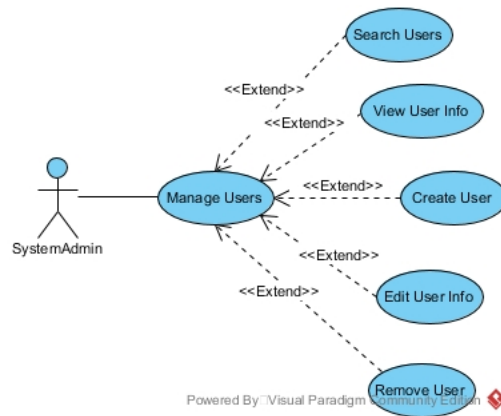 Search Users
<<Extend>>
View User Info
<<Extend>>
<<Extend>>
Create User
Manage Users
SystemAdmin
<<Extend>>
Edit User Info
<<Extend>>
Remove User
Powered By Visual Paradigm Community Edition